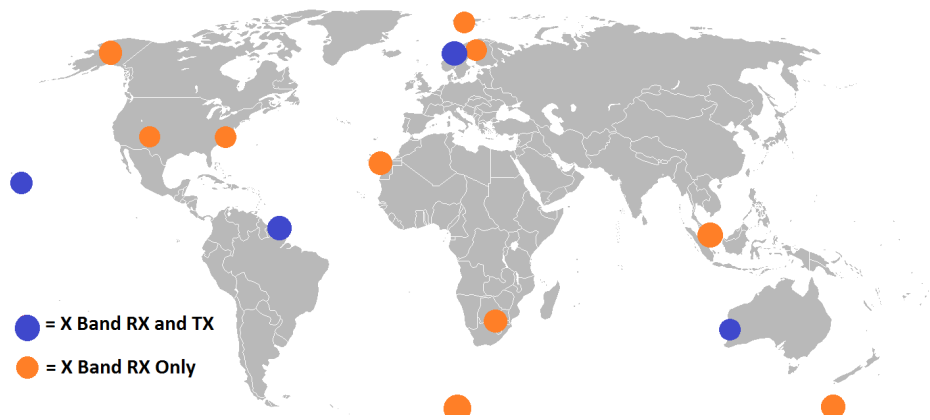 = X Band RX and TX
= X Band RX Only